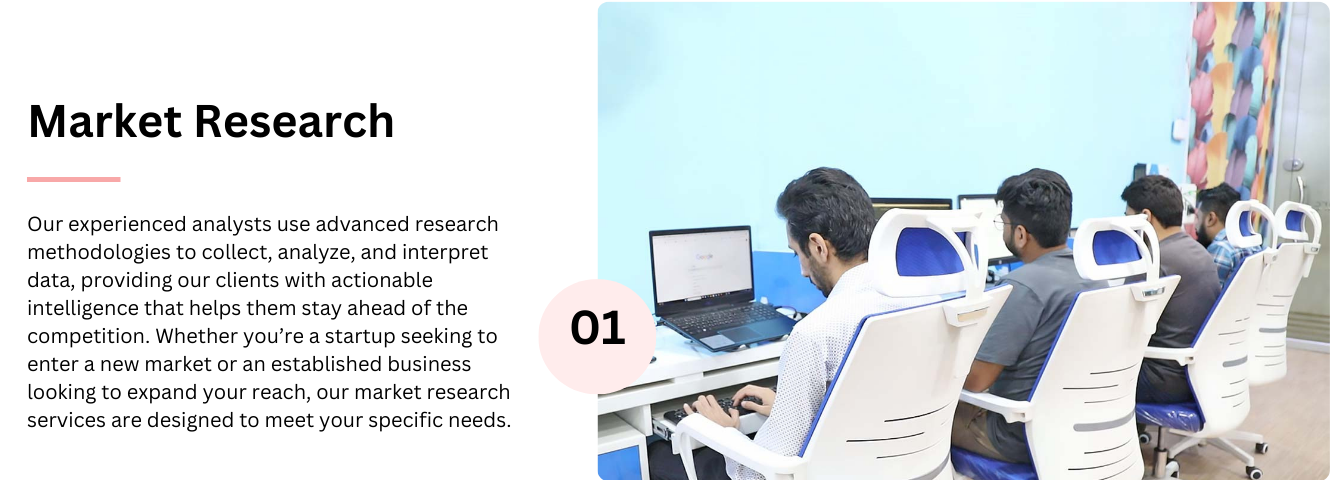 Market Research
Our experienced analysts use advanced research
methodologies to collect, analyze, and interpret
data, providing our clients with actionable
intelligence that helps them stay ahead of the
competition. Whether you’re a startup seeking to
enter a new market or an established business
looking to expand your reach, our market research
services are designed to meet your specific needs.
01
Google